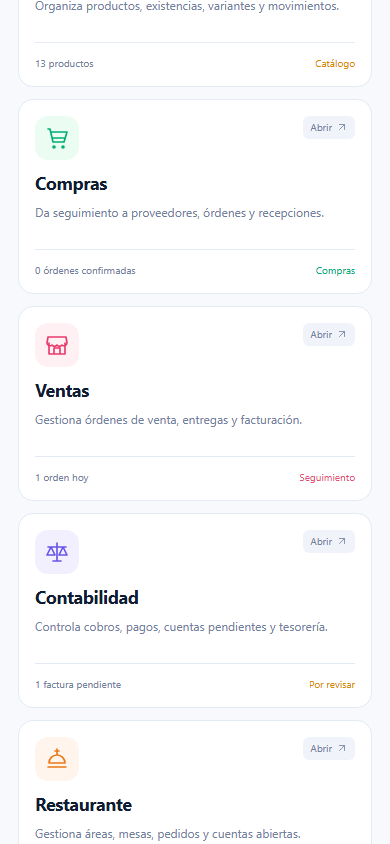 Organiza productos, existencias, variantes y movimientos.
13 productos
Catálogo
Abrir
Compras
Da seguimiento a proveedores, órdenes y recepciones.
0 órdenes confirmadas
Compras
Abrir
Ventas
Gestiona órdenes de venta, entregas y facturación.
1 orden hoy
Seguimiento
Abrir
Contabilidad
Controla cobros, pagos, cuentas pendientes y tesorería.
1 factura pendiente
Por revisar
Abrir
Restaurante
Gestiona áreas, mesas, pedidos y cuentas abiertas.